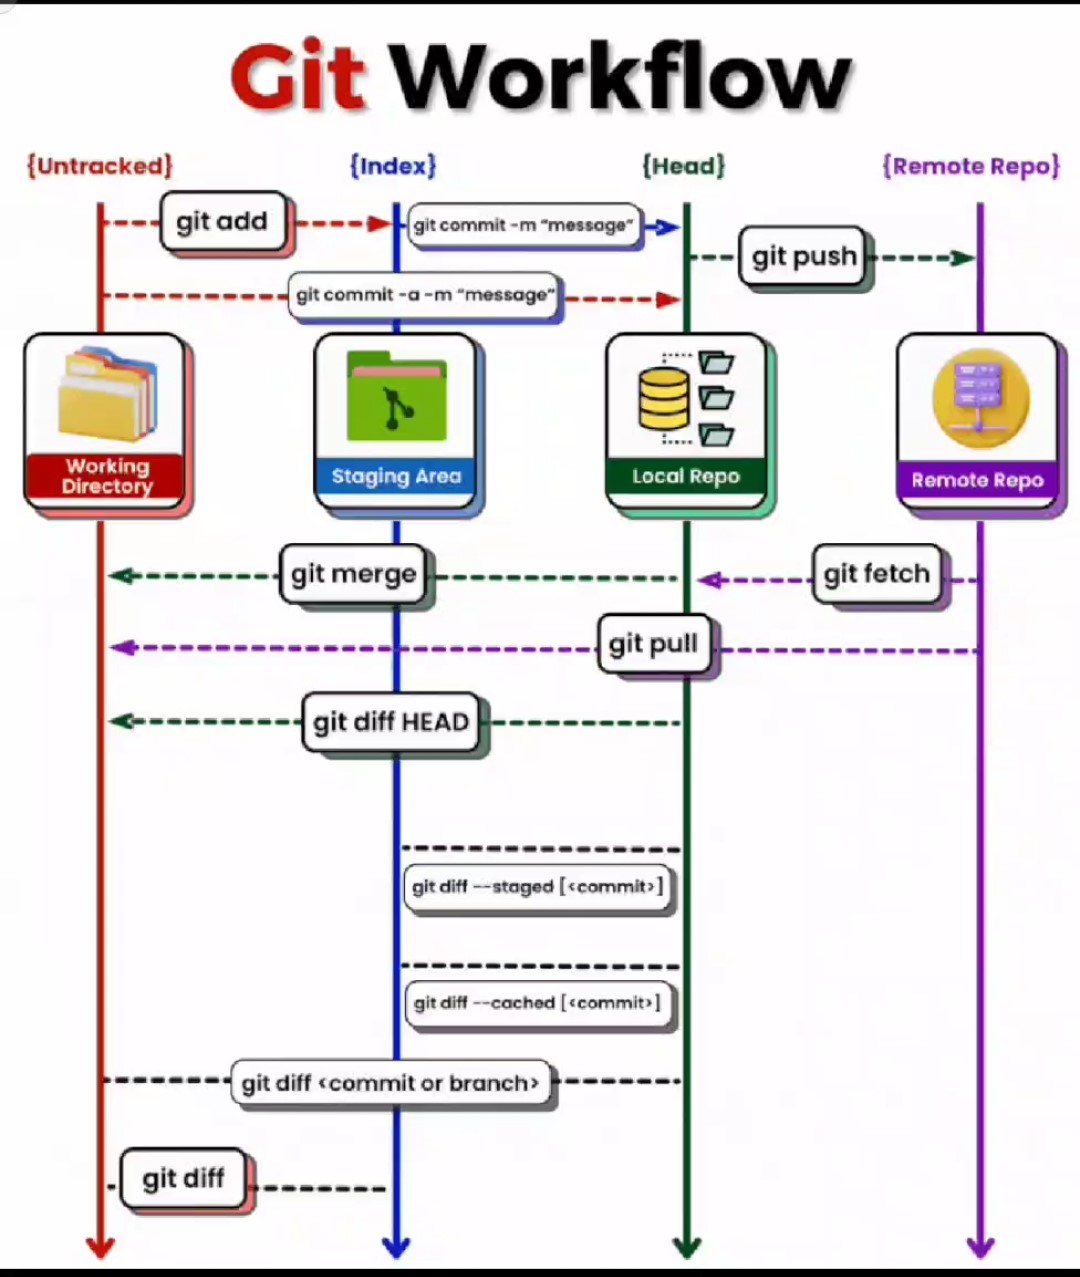 Git Workflow
{Untracked}
{Index}
{Head}
{Remote Repo}
git add
git commit -m “message”
git push
git commit -a -m “message”
Working
Directory
Staging Area
Local Repo
Remote Repo
git merge
git fetch
git pull
git diff HEAD
git diff --staged [<commit>]
git diff --cached [<commit>]
git diff <commit or branch>
git diff